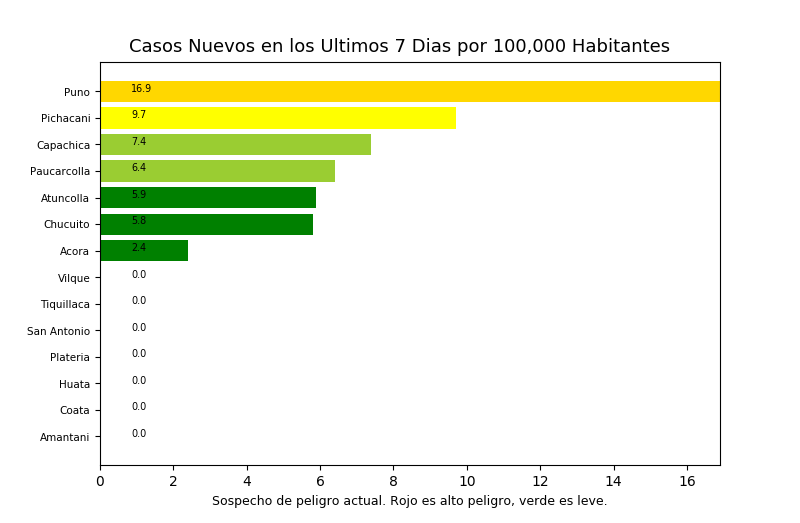 Casos Nuevos en los Ultimos 7 Dias por 100,000 Habitantes
Puno 16.9
Pichacani 9.7
Capachica 7.4
Paucarcolla 6.4
Atuncolla 5.9
Chucuito 5.8
Acora 2.4
Vilque 0.0
Tiquillaca 0.0
San Antonio 0.0
Plateria 0.0
Huata 0.0
Coata 0.0
Amantani 0.0
0 2 4 6 8 10 12 14 16
Sospecho de peligro actual. Rojo es alto peligro, verde es leve.